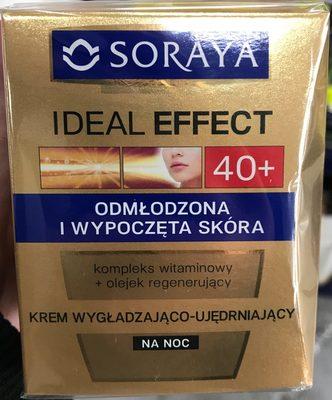 SORAYA
IDEAL EFFECT
40+
ODMŁODZONA
I WYPOCZĘTA SKÓRA
kompleks witaminowy
+ olejek regenerujący
KREM WYGŁADZAJĄCO-UJĘDRNIAJĄCY
NA NOC